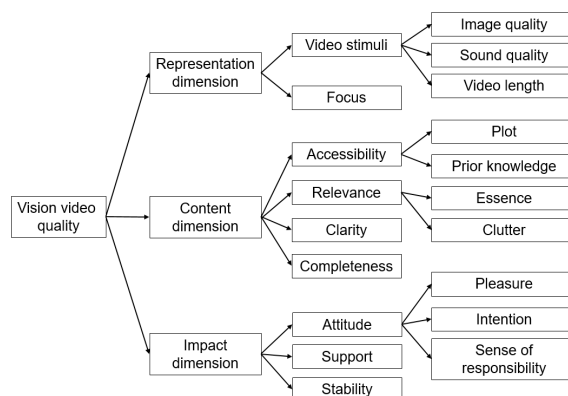 Vision video
quality
Representation
dimension
Video stimuli
Image quality
Sound quality
Video length
Focus
Content
dimension
Accessibility
Plot
Prior knowledge
Relevance
Essence
Clutter
Clarity
Completeness
Impact
dimension
Attitude
Pleasure
Intention
Sense of
responsibility
Support
Stability